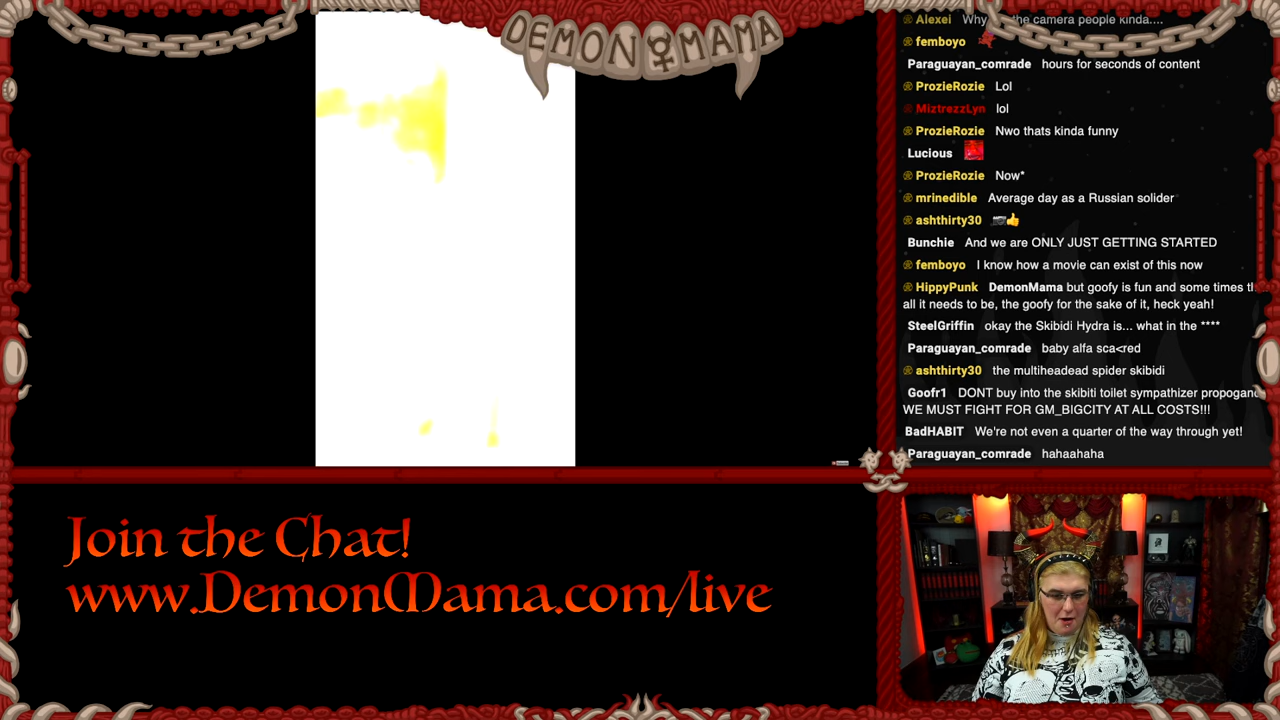 DEMON MAMA
Alexei Why the camera people kinda....
femboyo
Paraguayan_comrade hours for seconds of content
ProzieRozie Lol
MiztrezzLyn lol
ProzieRozie Nwo thats kinda funny
Lucious
ProzieRozie Now*
mrinedible Average day as a Russian solider
ashthirty30
Bunchie And we are ONLY JUST GETTING STARTED
femboyo I know how a movie can exist of this now
HippyPunk DemonMama but goofy is fun and some times
all it needs to be, the goofy for the sake of it, heck yeah!
SteelGriffin okay the Skibidi Hydra is... what in the ****
Paraguayan_comrade baby alfa sca<red
ashthirty30 the multiheadead spider skibidi
Goofr1 DONT buy into the skibiti toilet sympathizer
WE MUST FIGHT FOR GM_BIGCITY AT ALL COSTS!!!
BadHABIT We're not even a quarter of the way through yet!
Paraguayan_comrade hahaahaha
Join the Chat!
www.DemonMama.com/live